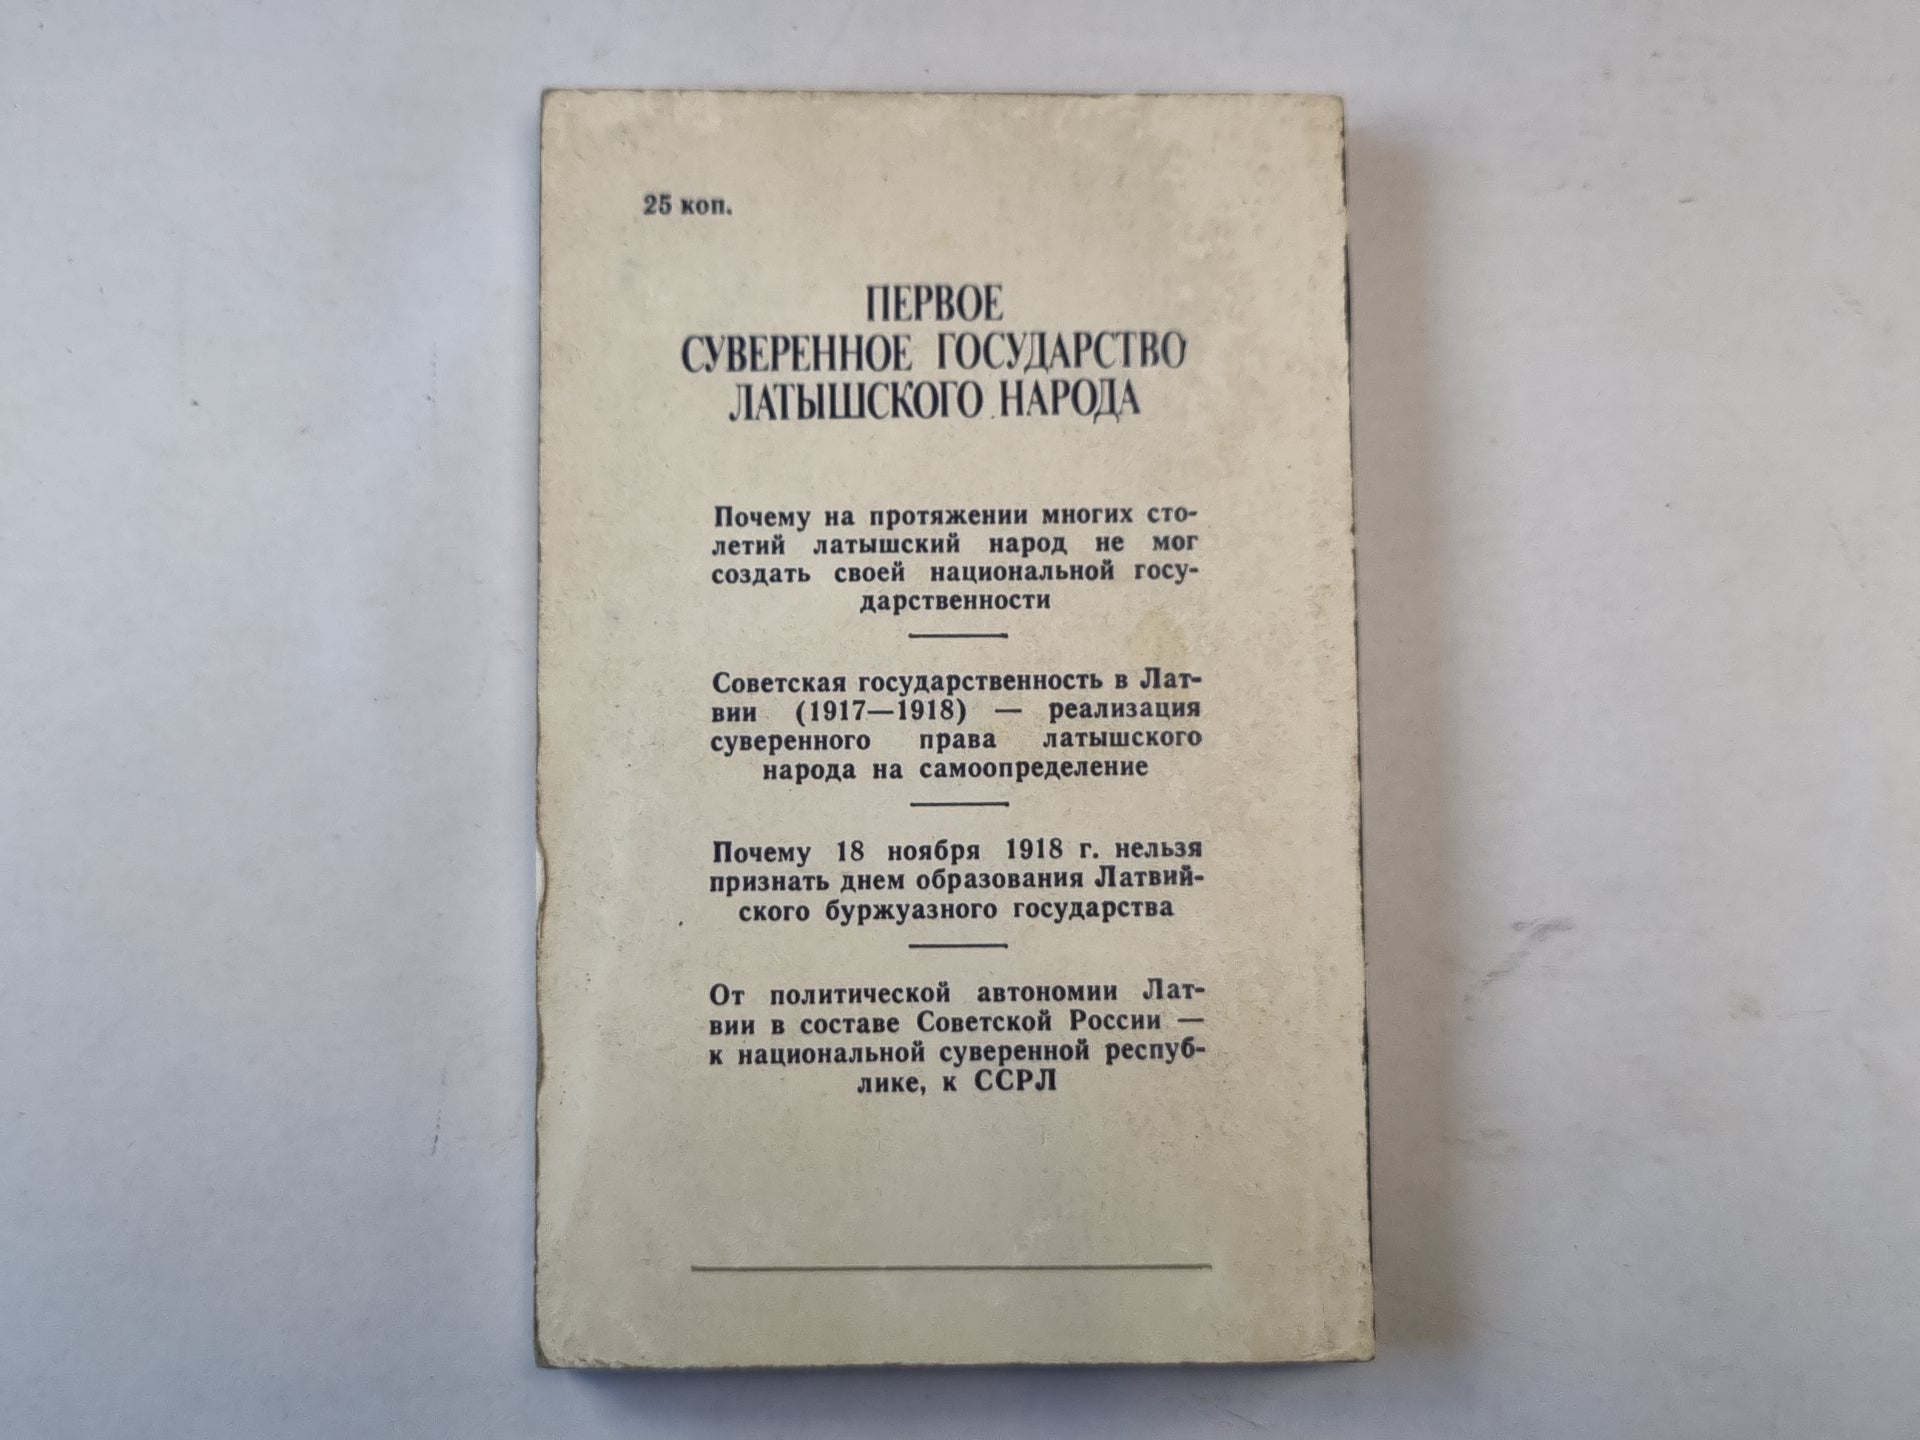 25 коп.
ПЕРВОЕ
СУВЕРЕННОЕ ГОСУДАРСТВО
ЛАТЫШСКОГО НАРОДА
Почему на протяжении многих сто-
летий латышский народ не мог
создать своей национальной госу-
дарственности
Советская государственность в Лат-
вии (1917—1918) — реализация
суверенного права латышского
народа на самоопределение
Почему 18 ноября 1918 г. нельзя
признать днем образования Латвий-
ского буржуазного государства
От политической автономии Лат-
вии в составе Советской России —
к национальной суверенной респуб-
лике, к ССРЛ